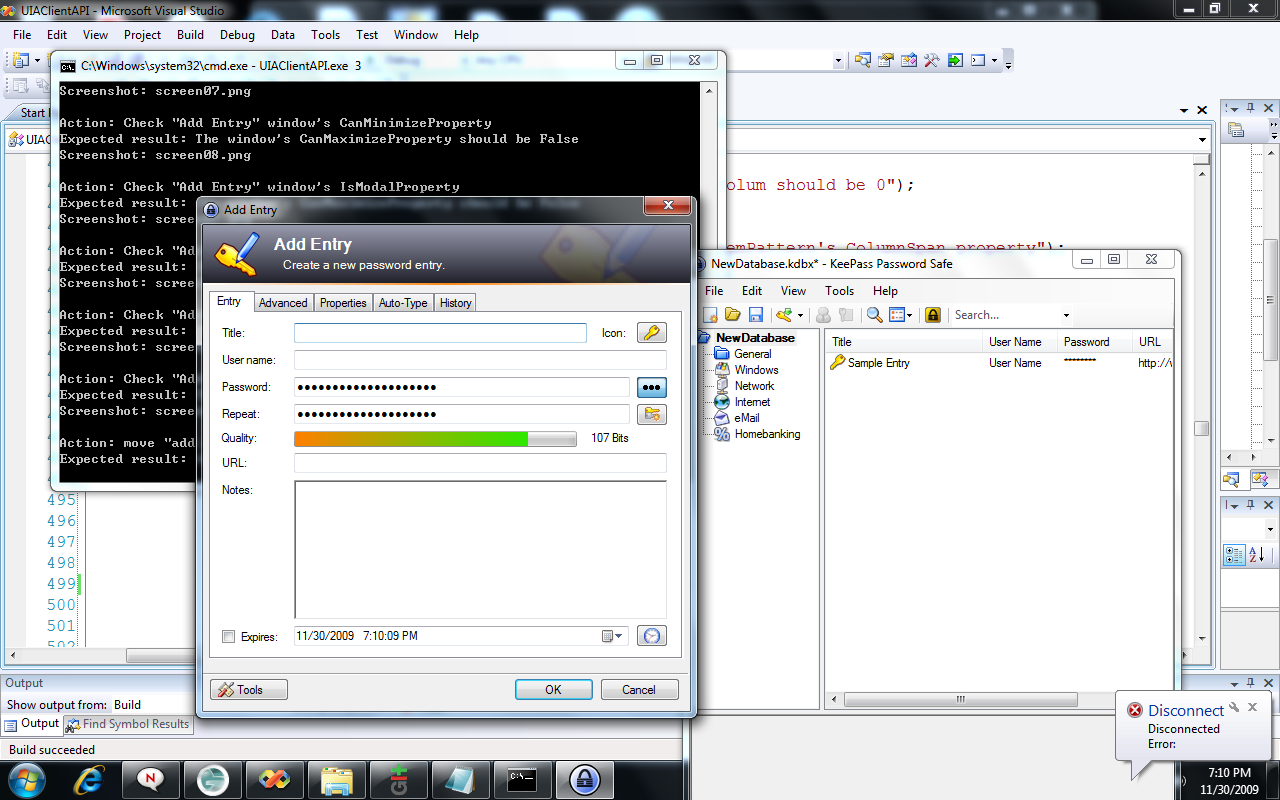 UIAClientAPI - Microsoft Visual Studio
File Edit View Project Build Debug Data Tools Test Window Help
C:\Windows\system32\cmd.exe - UIAClientAPI.exe 3
Screenshot: screen07.png
Action: Check "Add Entry" window's CanMinimizeProperty
Expected result: The window's CanMaximizeProperty should be False
Screenshot: screen08.png
Action: Check "Add Entry" window's IsModalProperty
Expected result:
Screenshot: scree
Action: Check "Ad
Expected result:
Screenshot: scree
Action: Check "Ad
Expected result:
Screenshot: scree
Action: Check "Ad
Expected result:
Screenshot: scree
Action: move "add
Expected result:
Start
UIAC
olum should be 0");
emPattern's ColumnSpan property");
495
496
497
498
499
500
501
502
Add Entry
Add Entry
Create a new password entry.
Entry Advanced Properties Auto-Type History
Title: Icon:
User name:
Password: ••••••••••••••••••••
Repeat: ••••••••••••••••••••
Quality: 107 Bits
URL:
Notes:
Expires: 11/30/2009 7:10:09 PM
Tools OK Cancel
NewDatabase.kdbx* - KeePass Password Safe
File Edit View Tools Help
Search...
NewDatabase
General
Windows
Network
Internet
eMail
Homebanking
Title User Name Password URL
Sample Entry User Name ******** http://w
Output
Show output from: Build
Output Find Symbol Results
Build succeeded
Disconnect
Disconnected
Error:
7:10 PM
11/30/2009